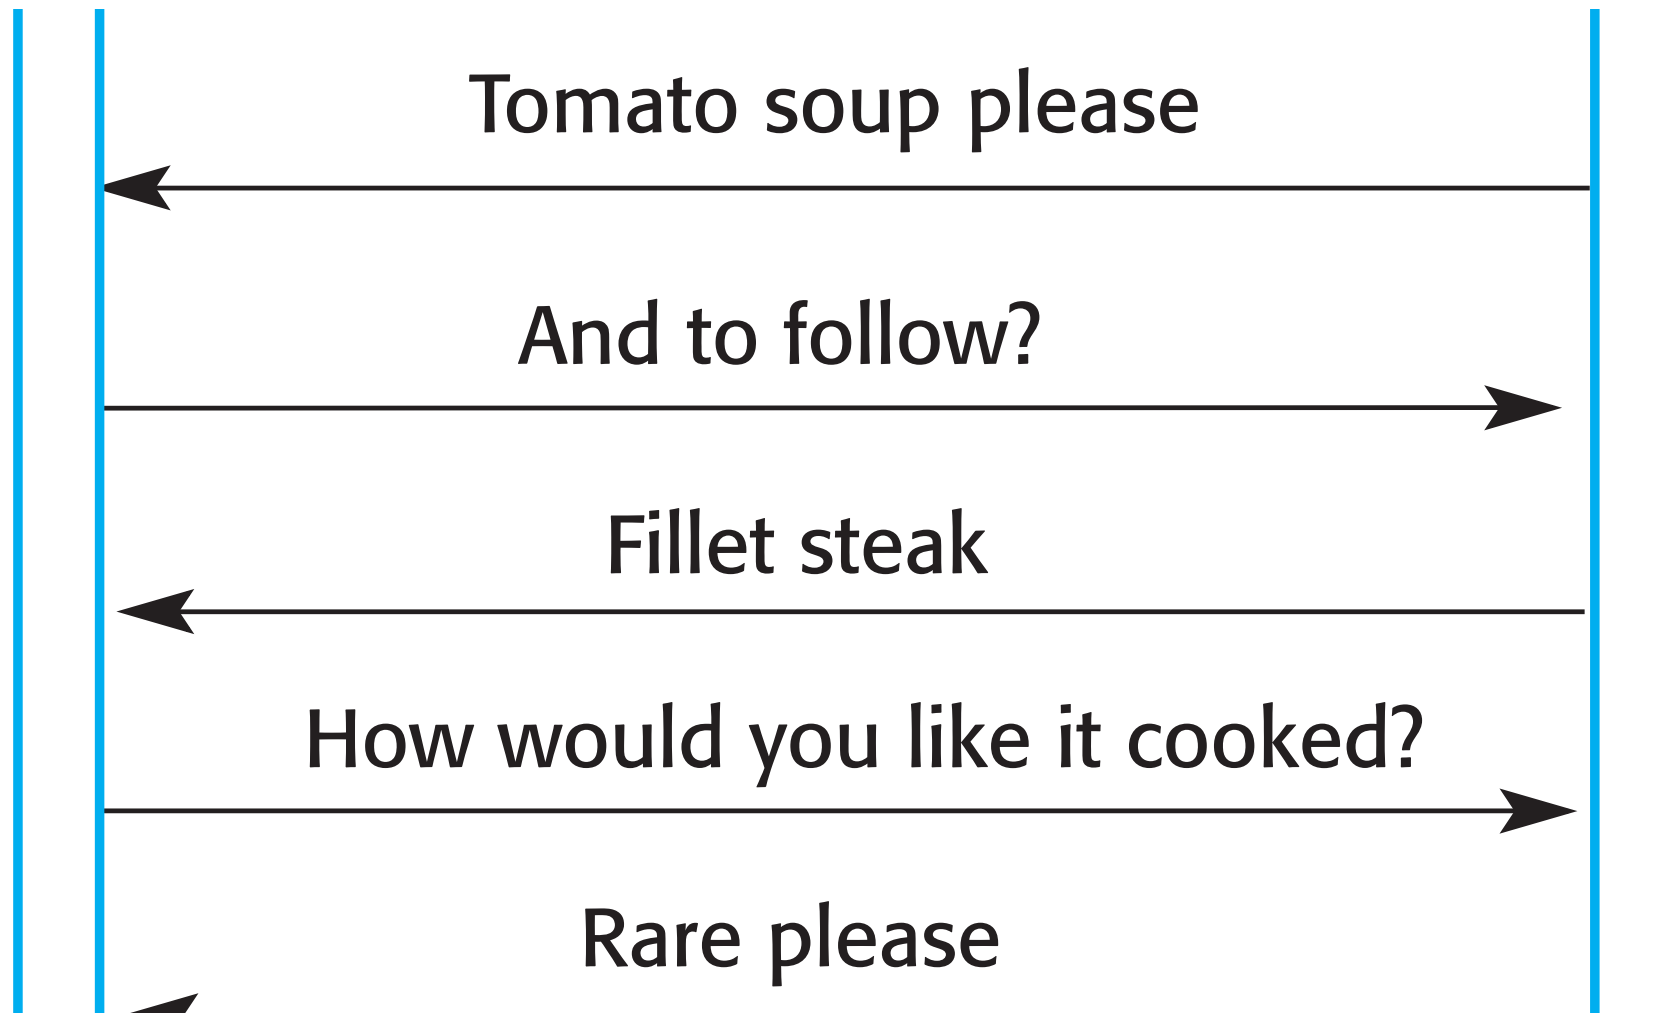 Tomato soup please
And to follow?
Fillet steak
How would you like it cooked?
Rare please